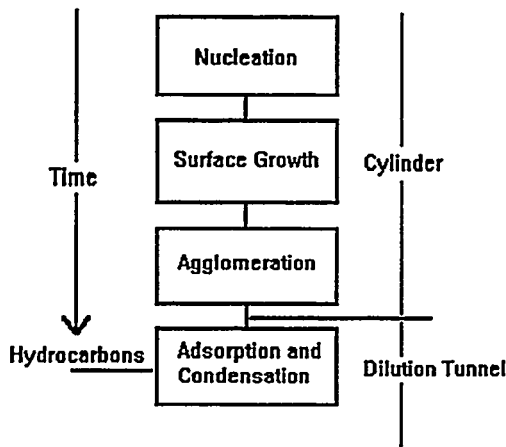 Nucleation
Surface Growth
Time
Cylinder
Agglomeration
Hydrocarbons
Adsorption and
Condensation
Dilution Tunnel